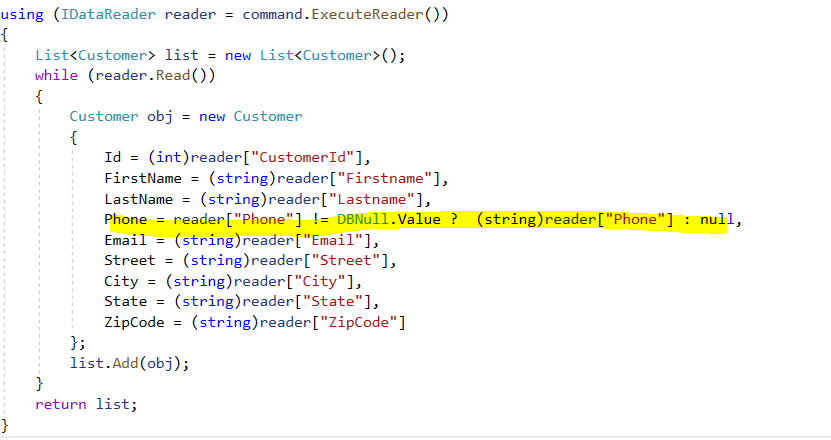 using (IDataReader reader = command.ExecuteReader())
{
    List<Customer> list = new List<Customer>();
    while (reader.Read())
    {
        Customer obj = new Customer
        {
            Id = (int)reader["CustomerId"],
            FirstName = (string)reader["Firstname"],
            LastName = (string)reader["Lastname"],
            Phone = reader["Phone"] != DBNull.Value ?  (string)reader["Phone"] : null,
            Email = (string)reader["Email"],
            Street = (string)reader["Street"],
            City = (string)reader["City"],
            State = (string)reader["State"],
            ZipCode = (string)reader["ZipCode"]
        };
        list.Add(obj);
    }
    return list;
}